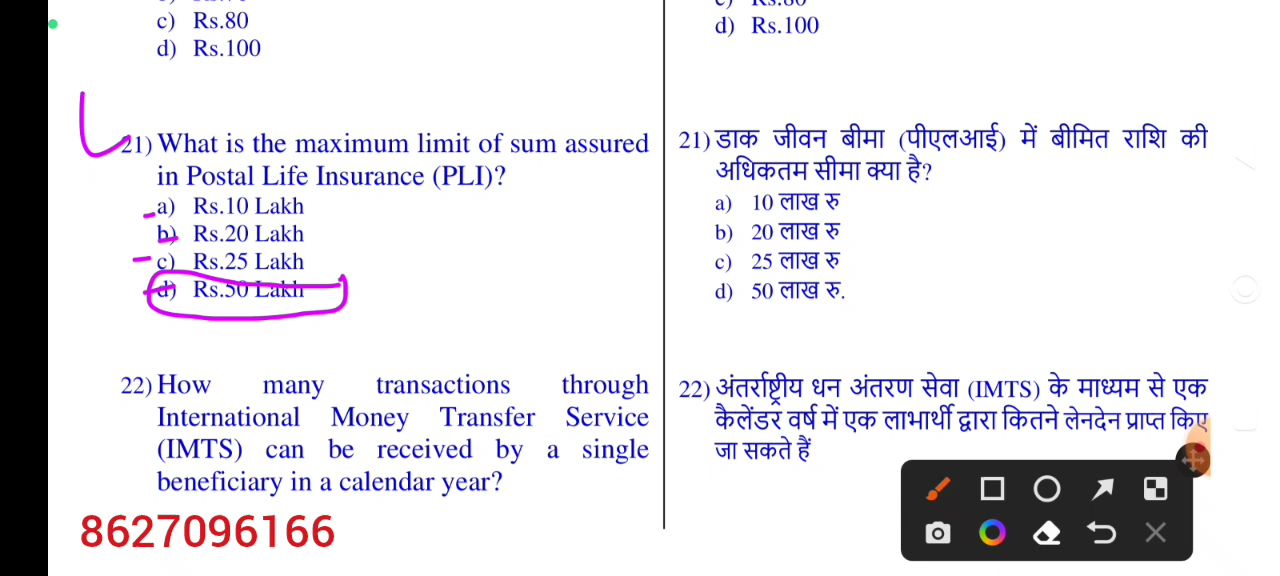 c) Rs.80
d) Rs.100
21) What is the maximum limit of sum assured
in Postal Life Insurance (PLI)?
a) Rs.10 Lakh
b) Rs.20 Lakh
c) Rs.25 Lakh
d) Rs.50 Lakh
22) How many transactions through
International Money Transfer Service
(IMTS) can be received by a single
beneficiary in a calendar year?
8627096166
d) Rs.100
21) डाक जीवन बीमा (पीएलआई) में बीमित राशि की
अधिकतम सीमा क्या है?
a) 10 लाख रु
b) 20 लाख रु
c) 25 लाख रु
d) 50 लाख रु.
22) अंतर्राष्ट्रीय धन अंतरण सेवा (IMTS) के माध्यम से एक
कैलेंडर वर्ष में एक लाभार्थी द्वारा कितने लेनदेन प्राप्त किए
जा सकते हैं